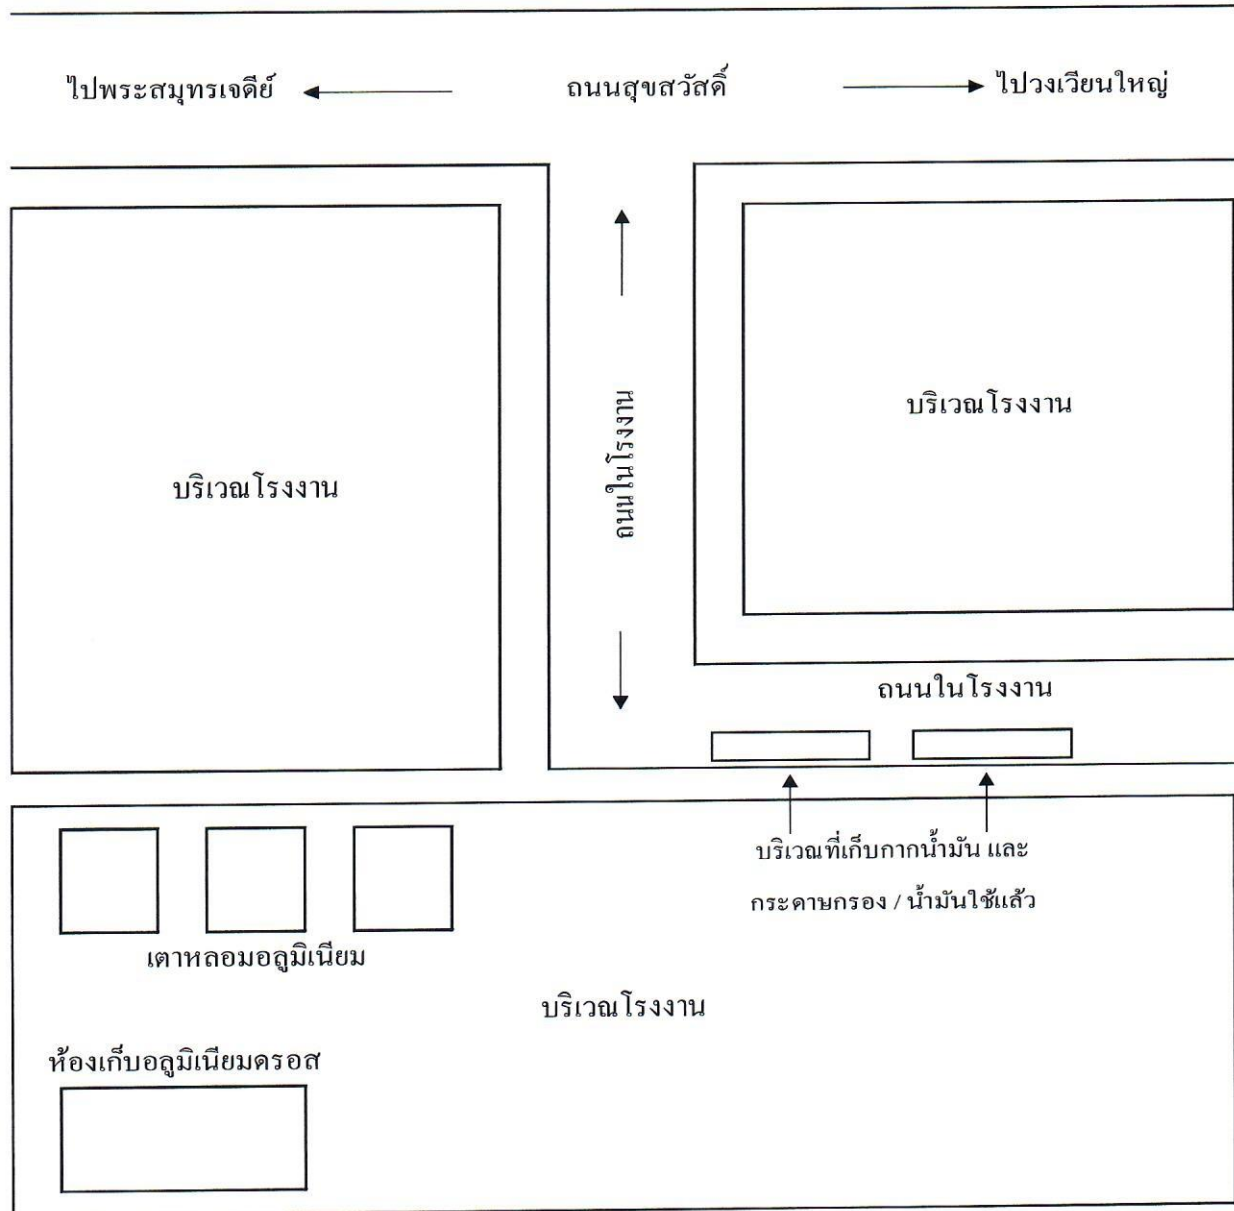 ไปพระสมุทรเจดีย์
ถนนสุขสวัสดิ์
ไปวงเวียนใหญ่
บริเวณโรงงาน
ถนนในโรงงาน
บริเวณโรงงาน
ถนนในโรงงาน
บริเวณที่เก็บกากน้ำมัน และ
กระดาษกรอง / น้ำมันใช้แล้ว
เตาหลอมอลูมิเนียม
บริเวณโรงงาน
ห้องเก็บอลูมิเนียมดรอส